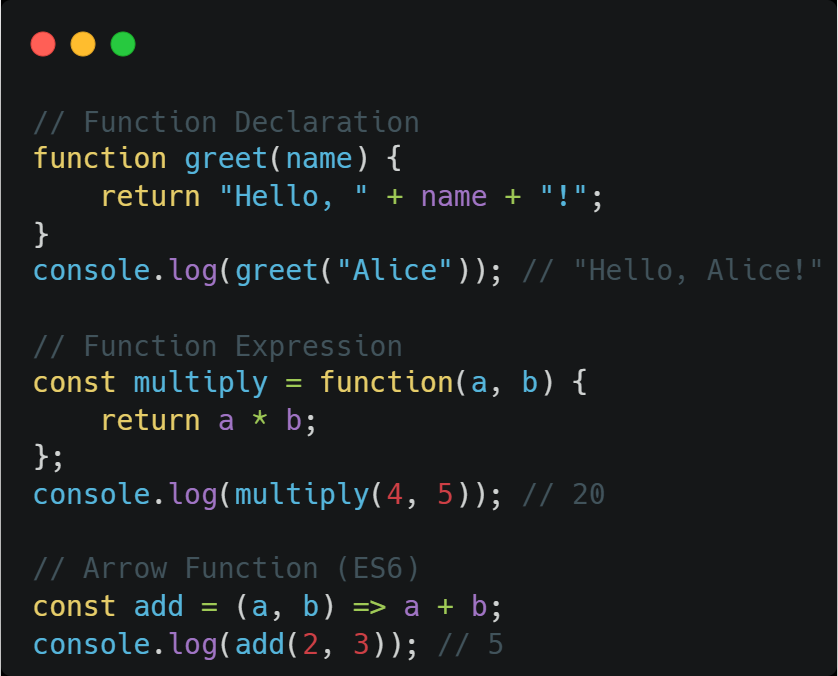 // Function Declaration
function greet(name) {
    return "Hello, " + name + "!";
}
console.log(greet("Alice")); // "Hello, Alice!"

// Function Expression
const multiply = function(a, b) {
    return a * b;
};
console.log(multiply(4, 5)); // 20

// Arrow Function (ES6)
const add = (a, b) => a + b;
console.log(add(2, 3)); // 5